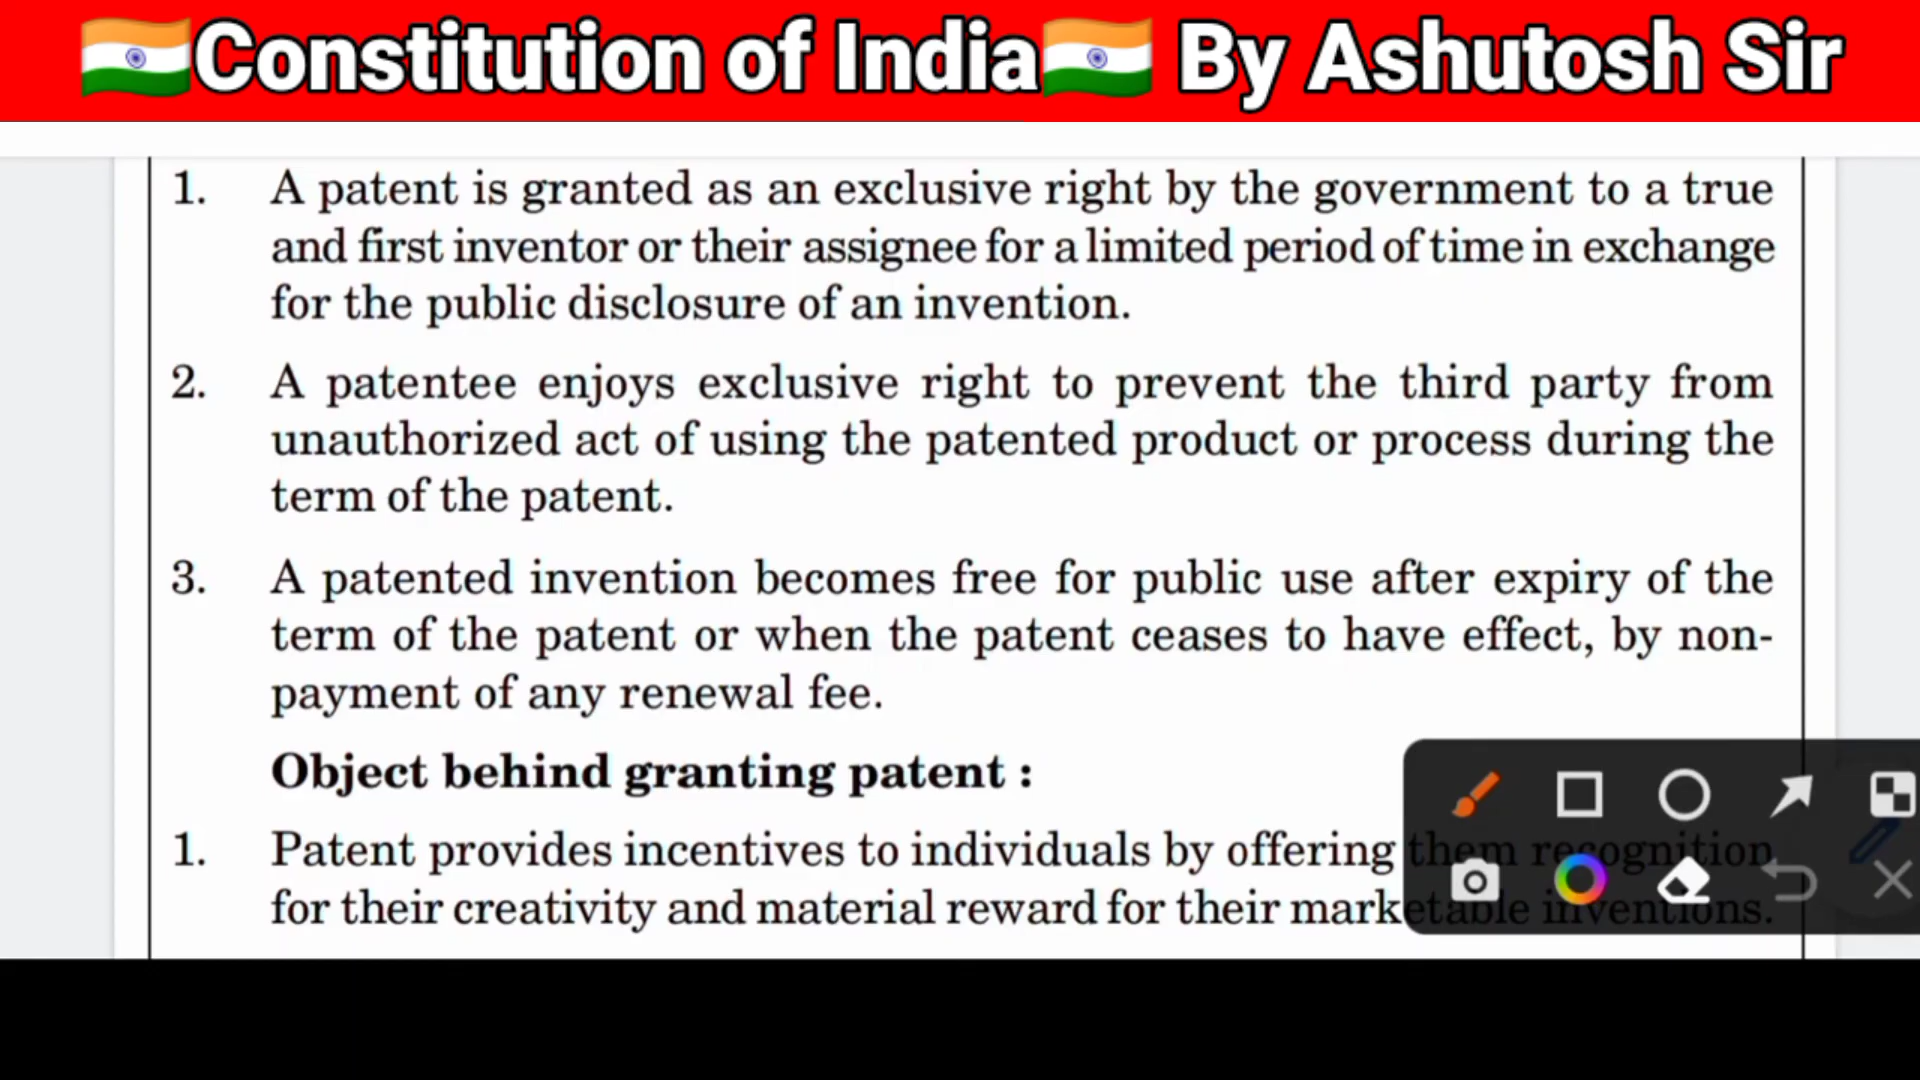 🇮🇳Constitution of India🇮🇳 By Ashutosh Sir
1. A patent is granted as an exclusive right by the government to a true
and first inventor or their assignee for a limited period of time in exchange
for the public disclosure of an invention.
2. A patentee enjoys exclusive right to prevent the third party from
unauthorized act of using the patented product or process during the
term of the patent.
3. A patented invention becomes free for public use after expiry of the
term of the patent or when the patent ceases to have effect, by non-
payment of any renewal fee.
Object behind granting patent :
1. Patent provides incentives to individuals by offering them recognition
for their creativity and material reward for their marketable inventions.